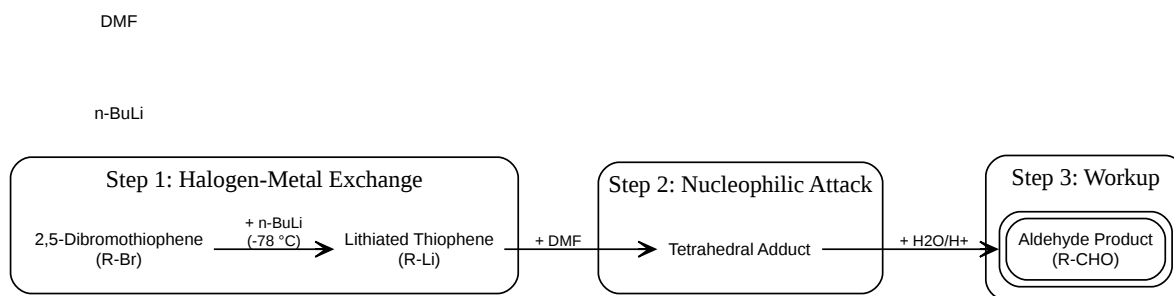 DMF
n-BuLi
Step 1: Halogen-Metal Exchange
2,5-Dibromothiophene
(R-Br)
+ n-BuLi
(-78 °C)
Lithiated Thiophene
(R-Li)
+ DMF
Step 2: Nucleophilic Attack
Tetrahedral Adduct
+ H2O/H+
Step 3: Workup
Aldehyde Product
(R-CHO)